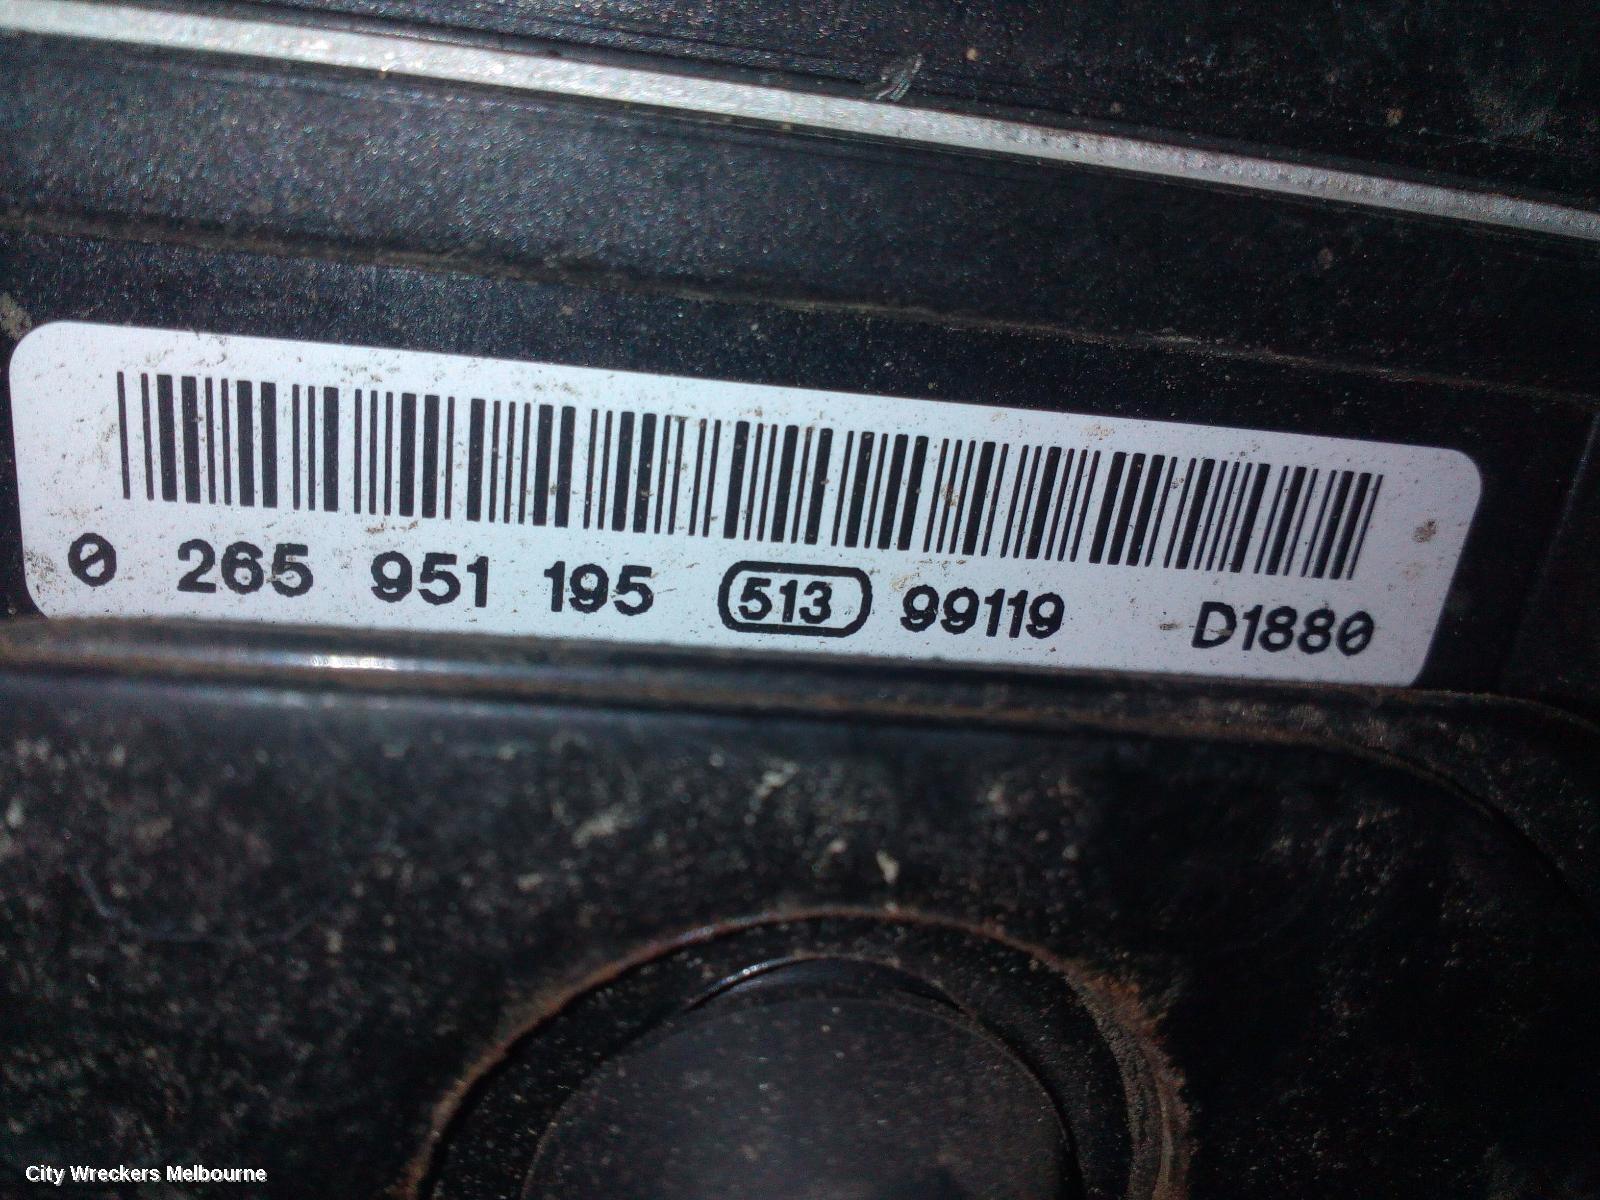 0 265 951 195 513 99119 D1880
City Wreckers Melbourne